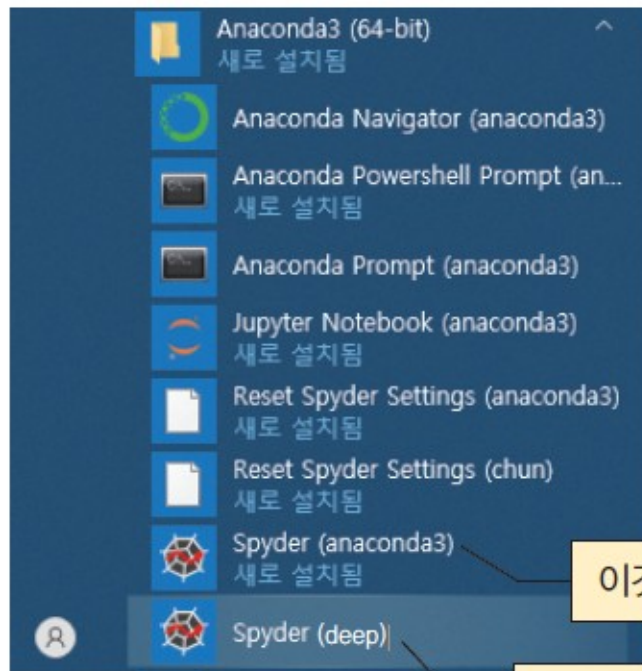 Anaconda3 (64-bit)
새로 설치됨
Anaconda Navigator (anaconda3)
Anaconda Powershell Prompt (an...
새로 설치됨
Anaconda Prompt (anaconda3)
Jupyter Notebook (anaconda3)
새로 설치됨
Reset Spyder Settings (anaconda3)
새로 설치됨
Reset Spyder Settings (chun)
새로 설치됨
Spyder (anaconda3)
새로 설치됨
Spyder (deep)